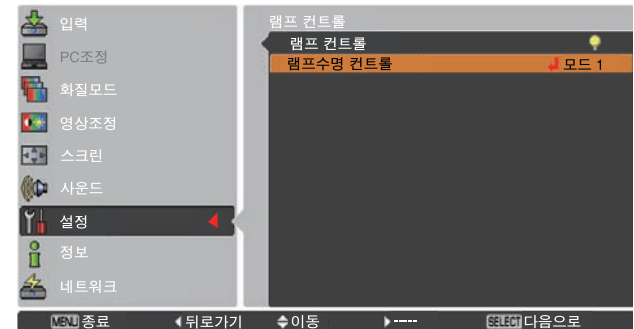 입력
PC조정
화질모드
영상조정
스크린
사운드
설정
정보
네트워크
램프 컨트롤
램프 컨트롤
램프수명 컨트롤 모드 1
MENU 종료 뒤로가기 이동 ----- SELECT 다음으로